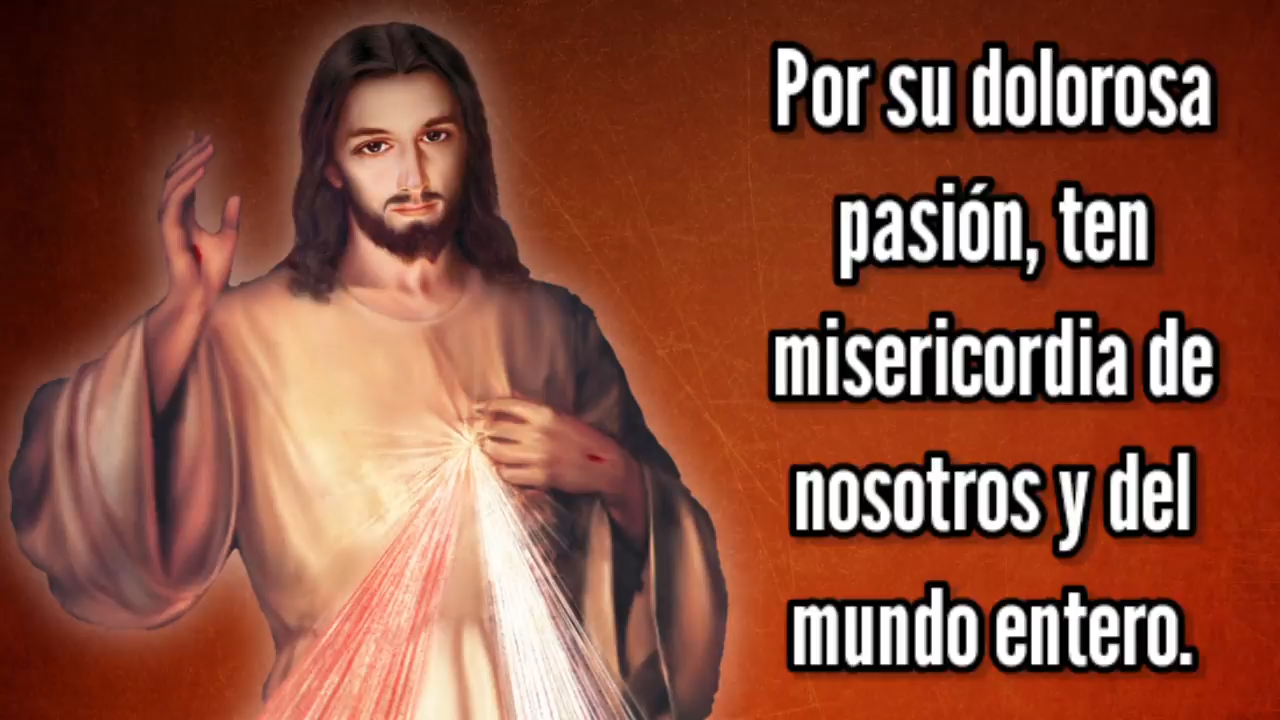 Por su dolorosa
pasión, ten
misericordia de
nosotros y del
mundo entero.